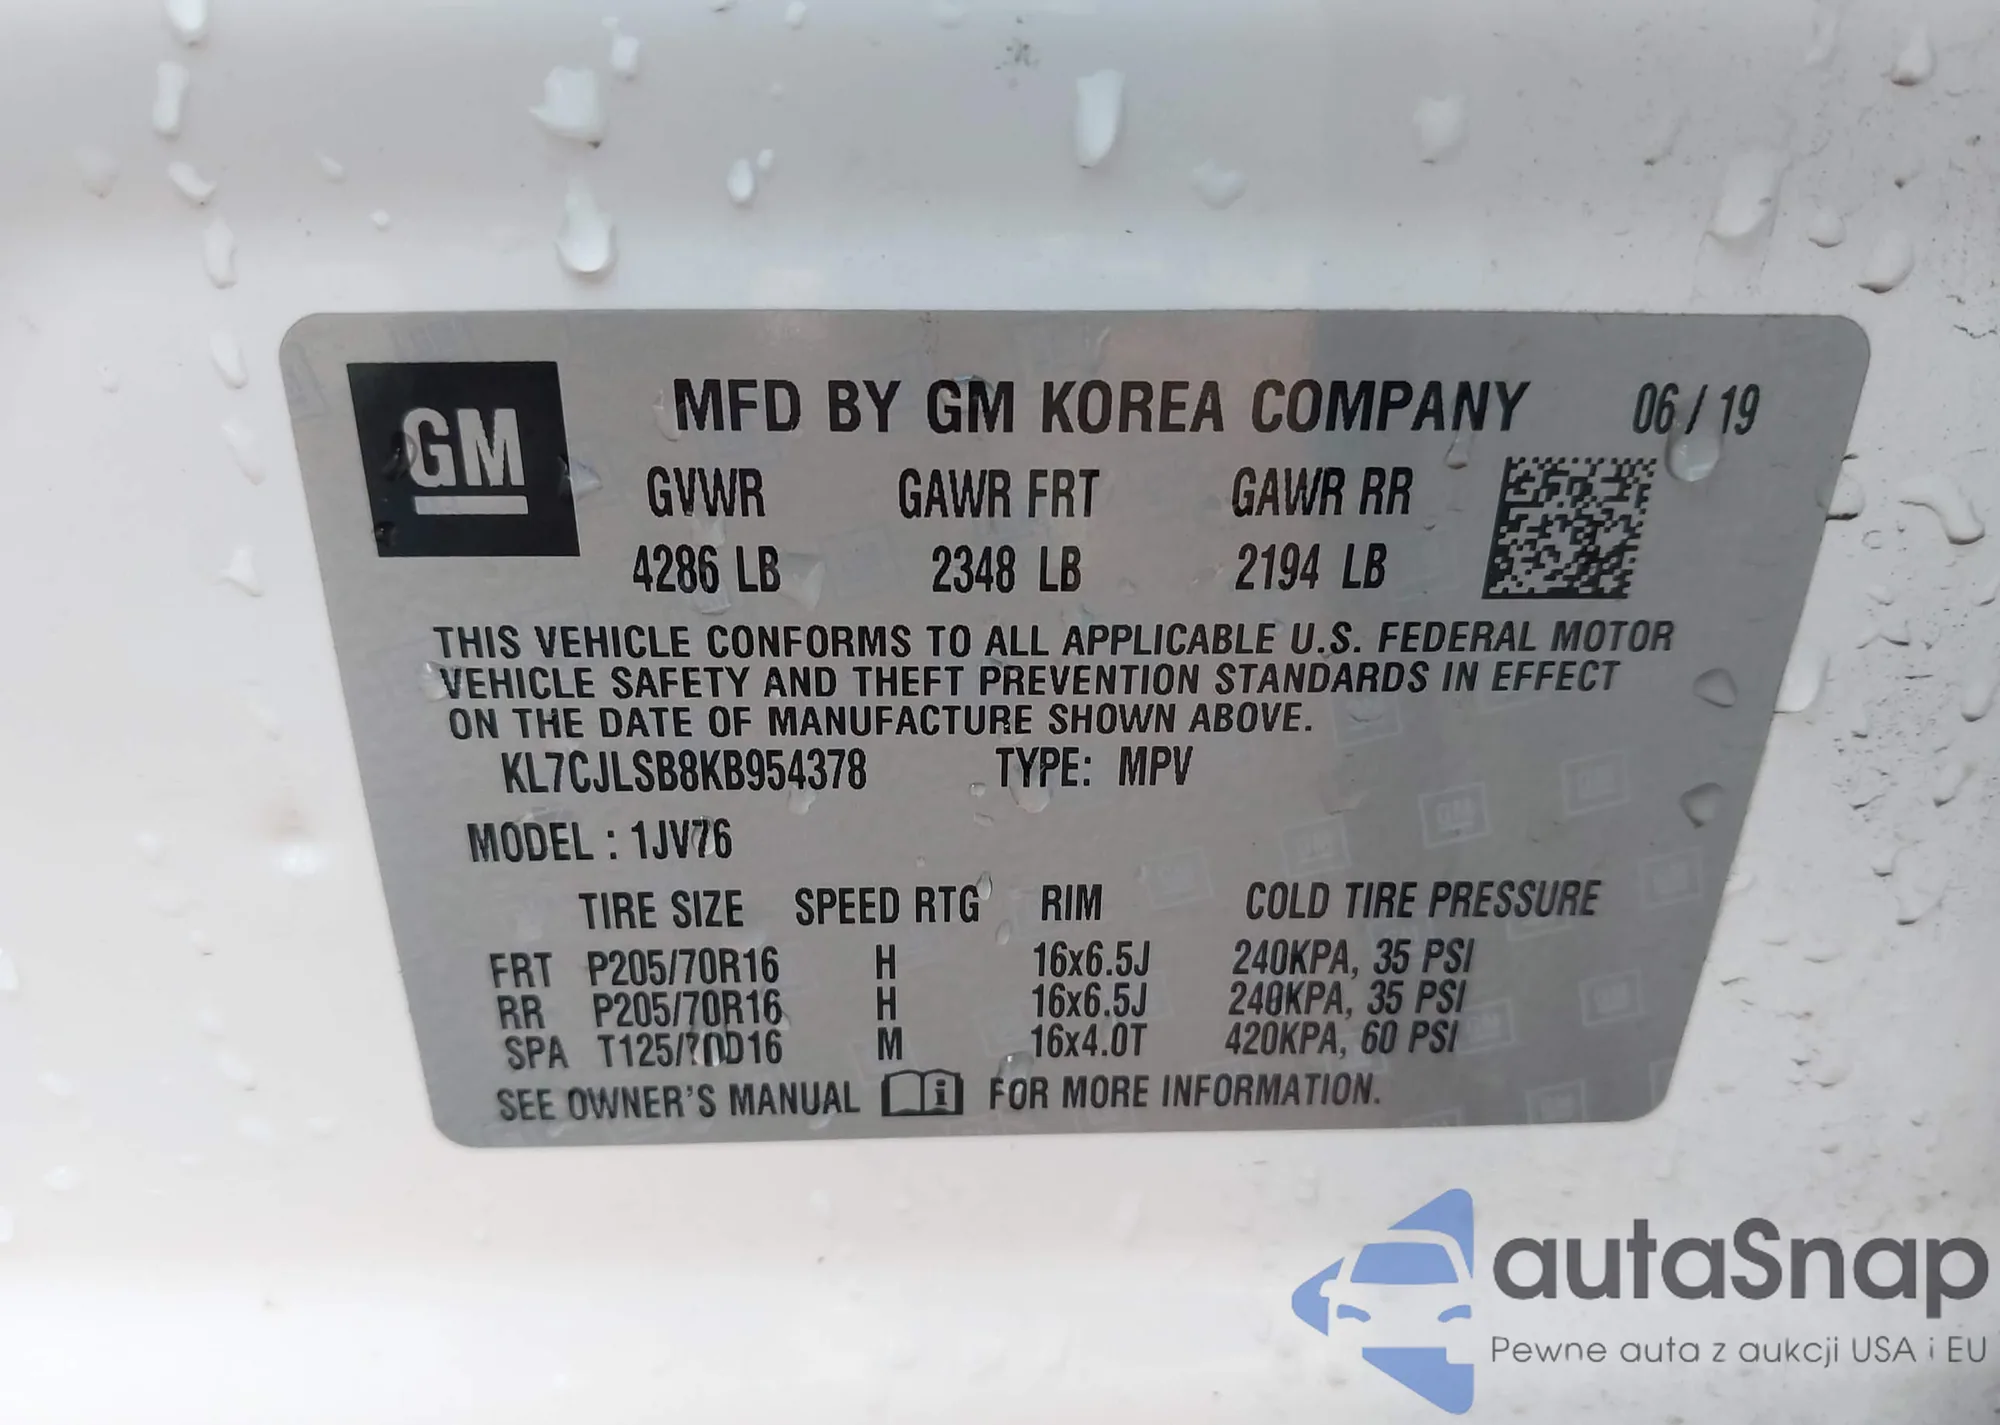 GM
MFD BY GM KOREA COMPANY 06/19
GVWR GAWR FRT GAWR RR
4286 LB 2348 LB 2194 LB
THIS VEHICLE CONFORMS TO ALL APPLICABLE U.S. FEDERAL MOTOR
VEHICLE SAFETY AND THEFT PREVENTION STANDARDS IN EFFECT
ON THE DATE OF MANUFACTURE SHOWN ABOVE.
KL7CJLSB8KB954378 TYPE: MPV
MODEL : 1JV76
TIRE SIZE SPEED RTG RIM COLD TIRE PRESSURE
FRT P205/70R16 H 16x6.5J 240KPA, 35 PSI
RR P205/70R16 H 16x6.5J 240KPA, 35 PSI
SPA T125/70D16 M 16x4.0T 420KPA, 60 PSI
SEE OWNER'S MANUAL i FOR MORE INFORMATION.
autaSnap
Pewne auta z aukcji USA i EU